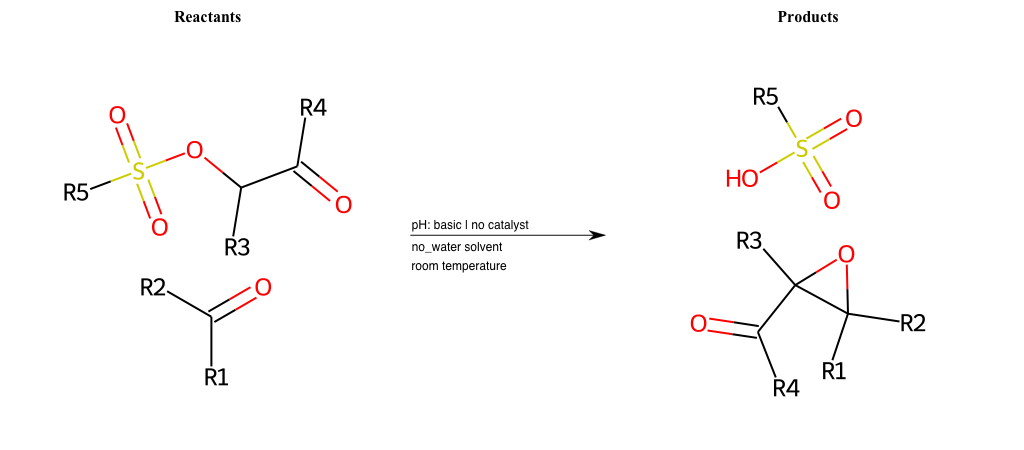 Reactants
Products
R4
O
O
S
R5
O
O
R3
R2
O
R1
pH: basic | no catalyst
no_water solvent
room temperature
R5
O
S
HO
O
R3
O
O
R2
R1
R4